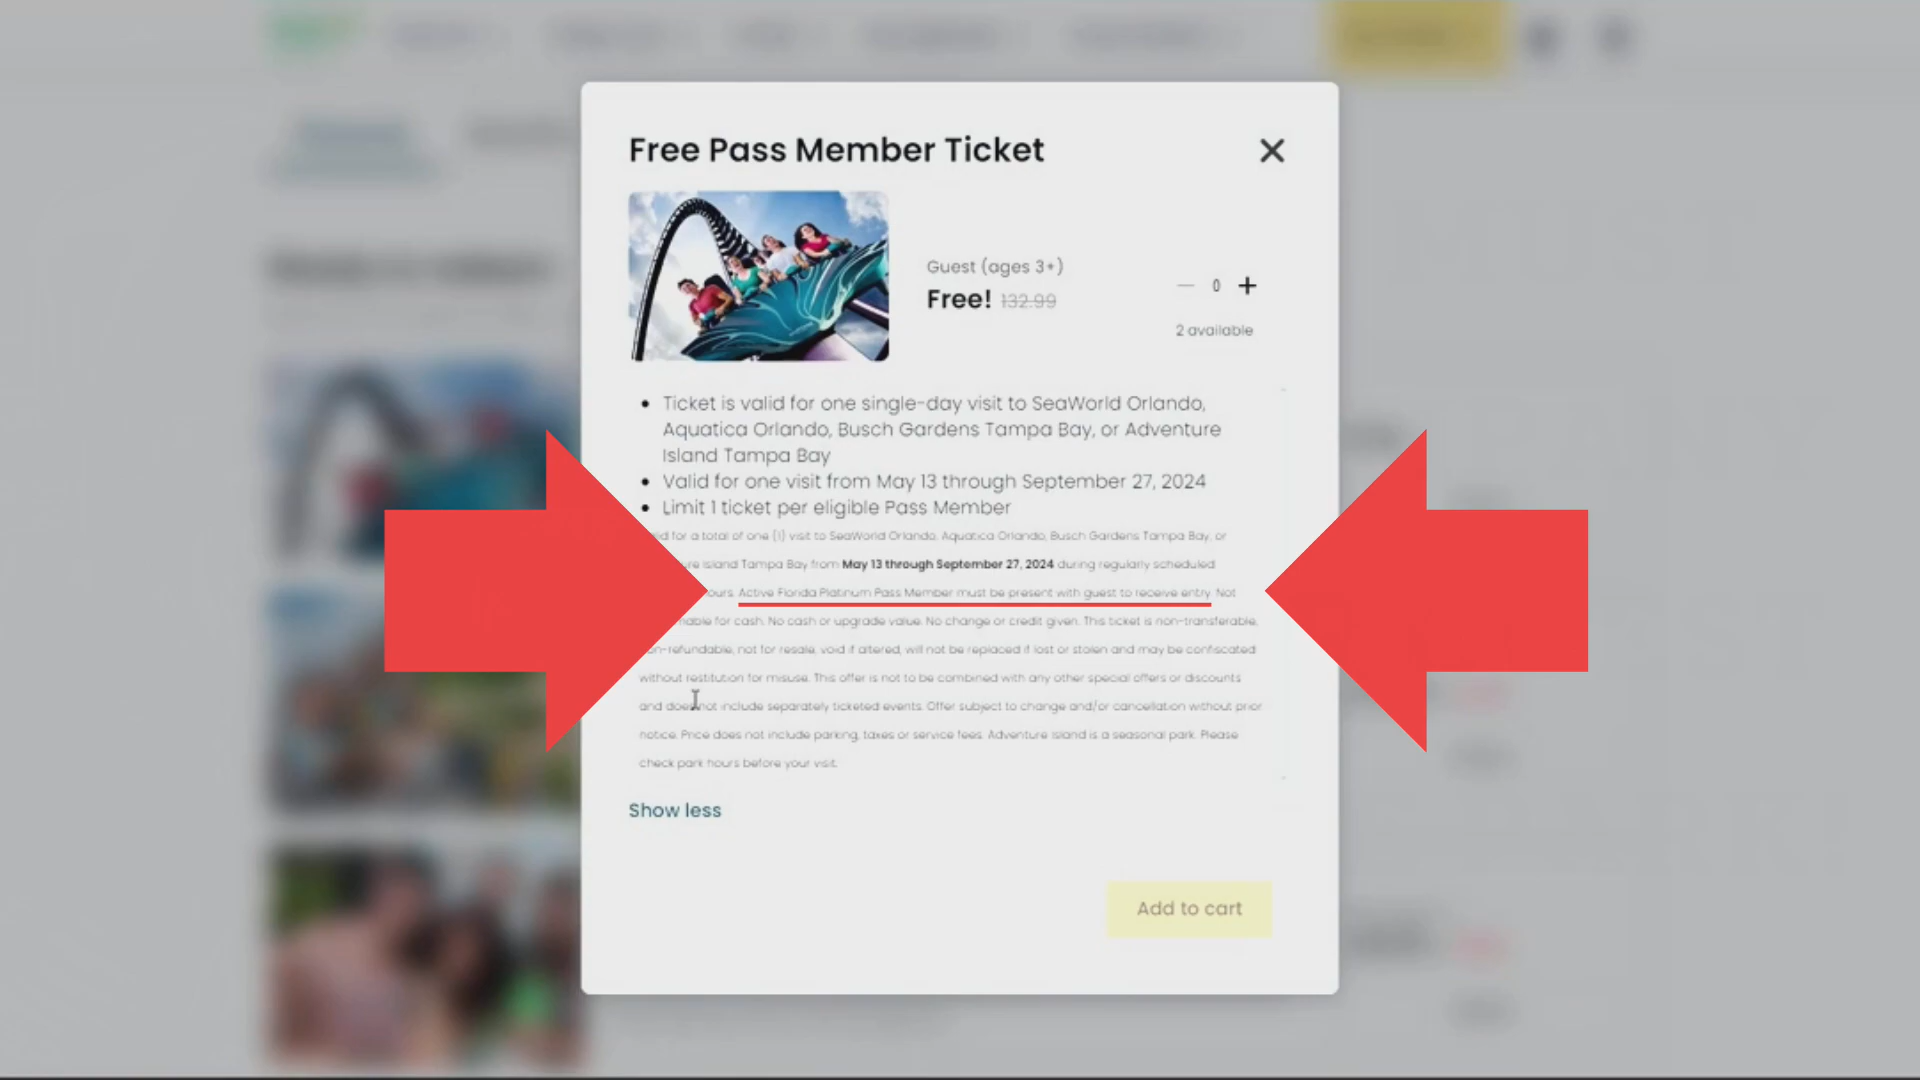 Free Pass Member Ticket
Guest (ages 3+)
Free! 132.99
0
2 available
Ticket is valid for one single-day visit to SeaWorld Orlando,
Aquatica Orlando, Busch Gardens Tampa Bay, or Adventure
Island Tampa Bay
Valid for one visit from May 13 through September 27, 2024
Limit 1 ticket per eligible Pass Member
for a total of one (1) visit to SeaWorld Orlando, Aquatica Orlando, Busch Gardens Tampa Bay, or
Island Tampa Bay from May 13 through September 27, 2024 during regularly scheduled
Active Florida Platinum Pass Member must be present with guest to receive entry. Not
for cash. No cash or upgrade value. No change or credit given. This ticket is non-transferable,
non-refundable, not for resale, void if altered, will not be replaced if lost or stolen and may be confiscated
without restitution for misuse. This offer is not to be combined with any other special offers or discounts
and does not include separately ticketed events. Offer subject to change and/or cancellation without prior
notice. Price does not include parking, taxes or service fees. Adventure Island is a seasonal park. Please
check park hours before your visit.
Show less
Add to cart